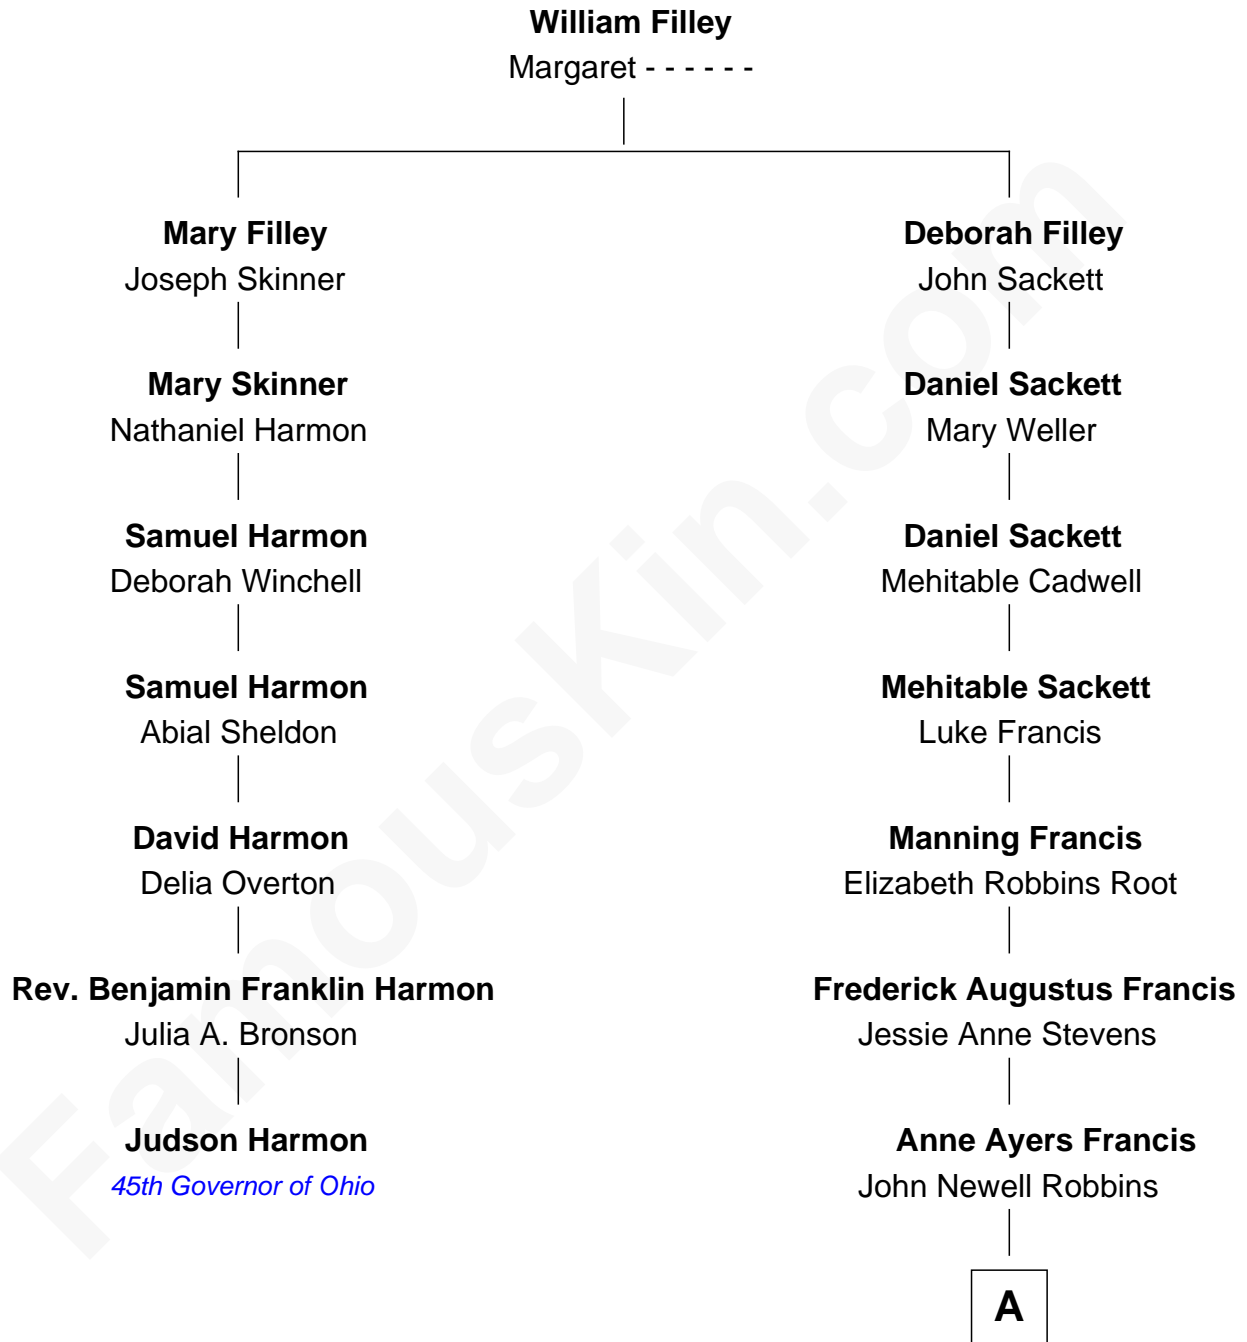 William Filley
Margaret - - - - - -
Mary Filley
Joseph Skinner
Deborah Filley
John Sackett
Mary Skinner
Nathaniel Harmon
Daniel Sackett
Mary Weller
Samuel Harmon
Deborah Winchell
Daniel Sackett
Mehitable Cadwell
Samuel Harmon
Abial Sheldon
Mehitable Sackett
Luke Francis
David Harmon
Delia Overton
Manning Francis
Elizabeth Robbins Root
Rev. Benjamin Franklin Harmon
Julia A. Bronson
Frederick Augustus Francis
Jessie Anne Stevens
Judson Harmon
45th Governor of Ohio
Anne Ayers Francis
John Newell Robbins
A
FamousKin.com